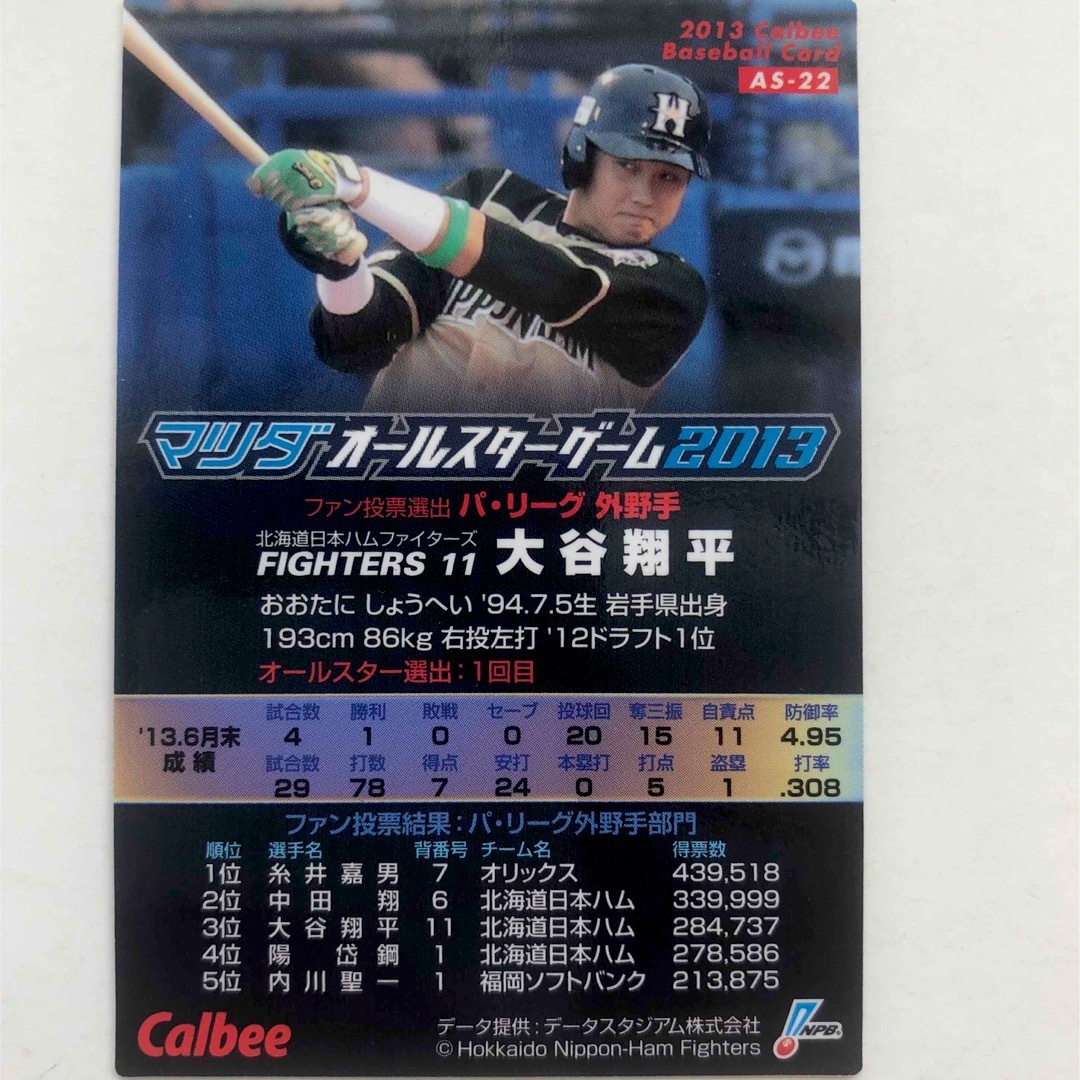 2013 Calbee
Baseball Card
AS-22
H
NIPPON HAM
マツダ オールスターゲーム2013
ファン投票選出 パ・リーグ 外野手
北海道日本ハムファイターズ
FIGHTERS 11 大谷翔平
おおたに しょうへい '94.7.5生 岩手県出身
193cm 86kg 右投左打 '12ドラフト1位
オールスター選出:1回目
試合数 勝利 敗戦 セーブ 投球回 奪三振 自責点 防御率
'13.6月末 4 1 0 0 20 15 11 4.95
成績 試合数 打数 得点 安打 本塁打 打点 盗塁 打率
29 78 7 24 0 5 1 .308
ファン投票結果:パ・リーグ外野手部門
順位 選手名 背番号 チーム名 得票数
1位 糸井嘉男 7 オリックス 439,518
2位 中田翔 6 北海道日本ハム 339,999
3位 大谷翔平 11 北海道日本ハム 284,737
4位 陽岱鋼 1 北海道日本ハム 278,586
5位 内川聖一 1 福岡ソフトバンク 213,875
Calbee
データ提供:データスタジアム株式会社
© Hokkaido Nippon-Ham Fighters
NPB